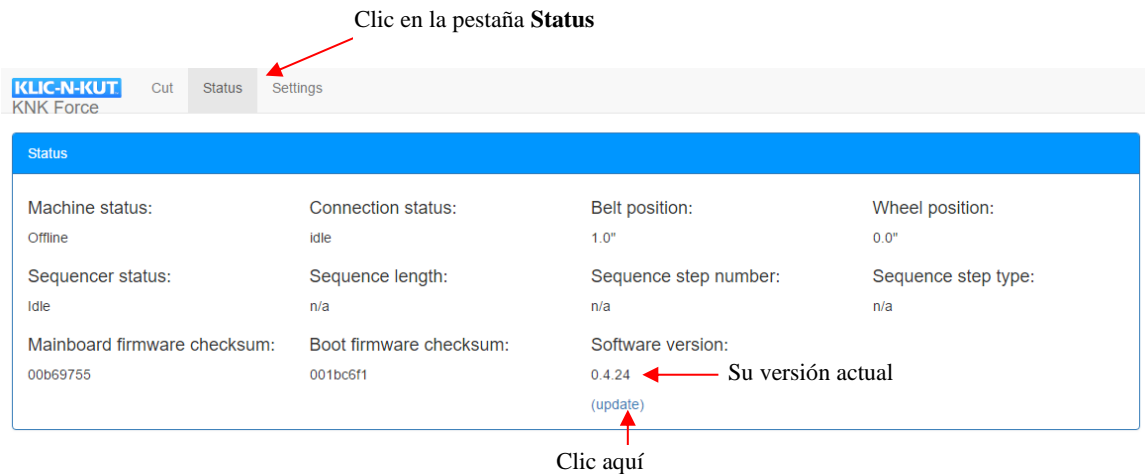 Clic en la pestaña Status
KLIC-N-KUT Cut Status Settings
KNK Force
Status
Machine status: Connection status: Belt position: Wheel position:
Offline idle 1.0" 0.0"
Sequencer status: Sequence length: Sequence step number: Sequence step type:
Idle n/a n/a n/a
Mainboard firmware checksum: Boot firmware checksum: Software version:
00b69755 001bc6f1 0.4.24 Su versión actual
(update)
Clic aquí